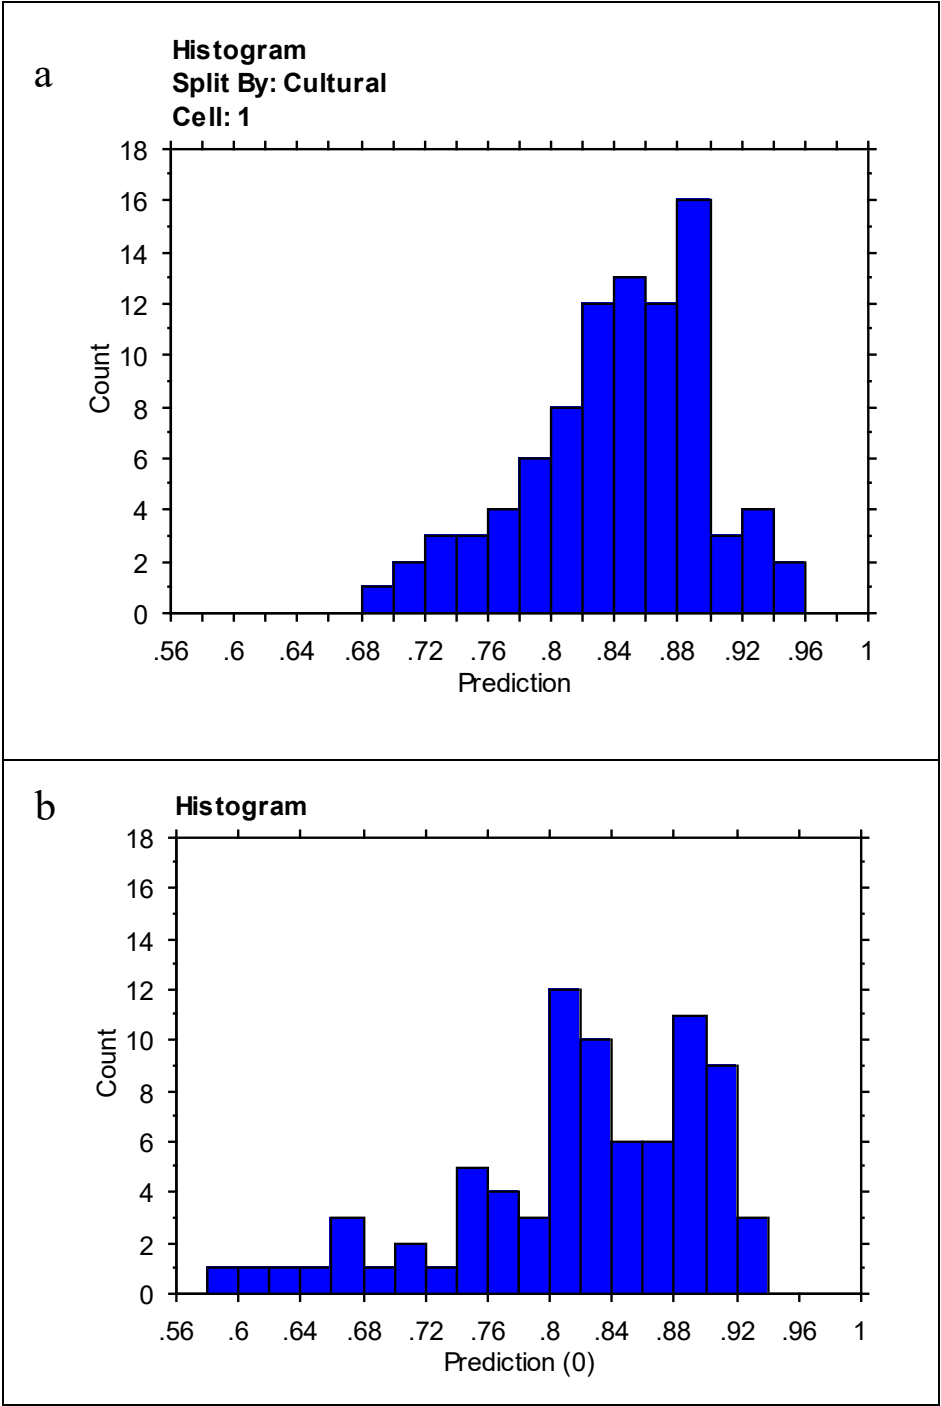 a
Histogram
Split By: Cultural
Cell: 1
18
16
14
12
10
8
6
4
2
0
Count
.56 .6 .64 .68 .72 .76 .8 .84 .88 .92 .96 1
Prediction
b
Histogram
18
16
14
12
10
8
6
4
2
0
Count
.56 .6 .64 .68 .72 .76 .8 .84 .88 .92 .96 1
Prediction (0)